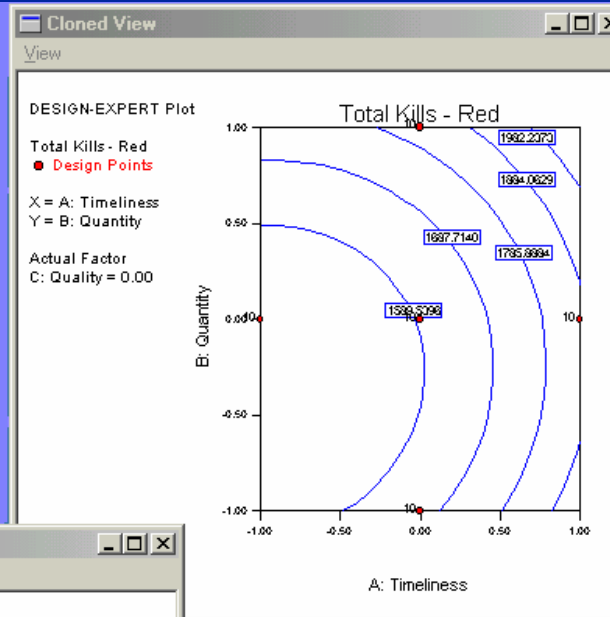 Cloned View
View
DESIGN-EXPERT Plot
Total Kills - Red
Design Points
X = A: Timeliness
Y = B: Quantity
Actual Factor
C: Quality = 0.00
Total Kills - Red
1.00
0.50
0.00
-0.50
-1.00
B: Quantity
10
1982.2373
1884.0629
1687.7140
1785.8884
10
10
10
-1.00
-0.50
0.00
0.50
1.00
A: Timeliness